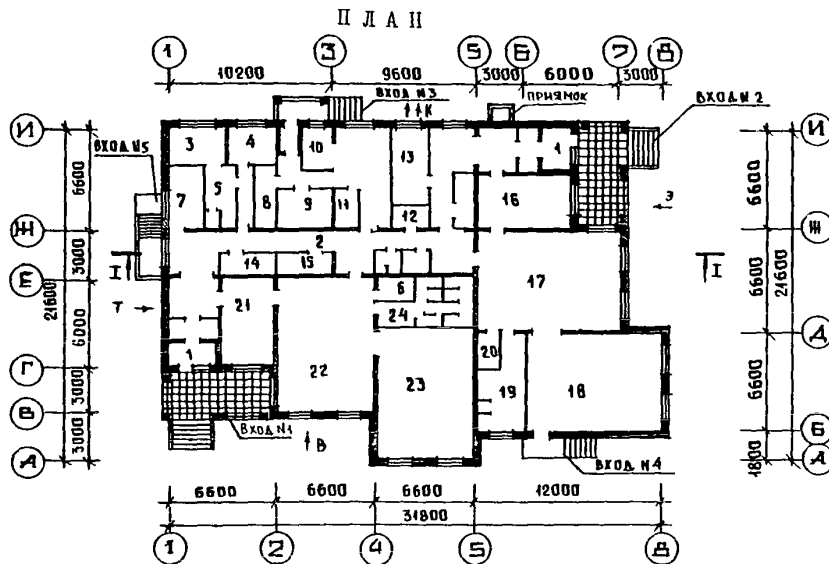 ПЛАН
1 3 5 6 7 8
10200 9600 3000 6000 3000
ВХОД №3
К
ПРИЯМОК
ВХОД №2
И И
ВХОД №5
3 4 10 13 1
6600 6600
5
7 8 9 11 12 16
Э
Ж Ж
2
3000 3000
I I
14 15 17
Е
21600 21600
Т
6
21 24
6000 6600
Д
1 20
Г
22 23 19 18
3000 6600
В
ВХОД №1
В
3000
Б
ВХОД №4
1800
А А
6600 6600 6600 12000
31800
1 2 4 5 8